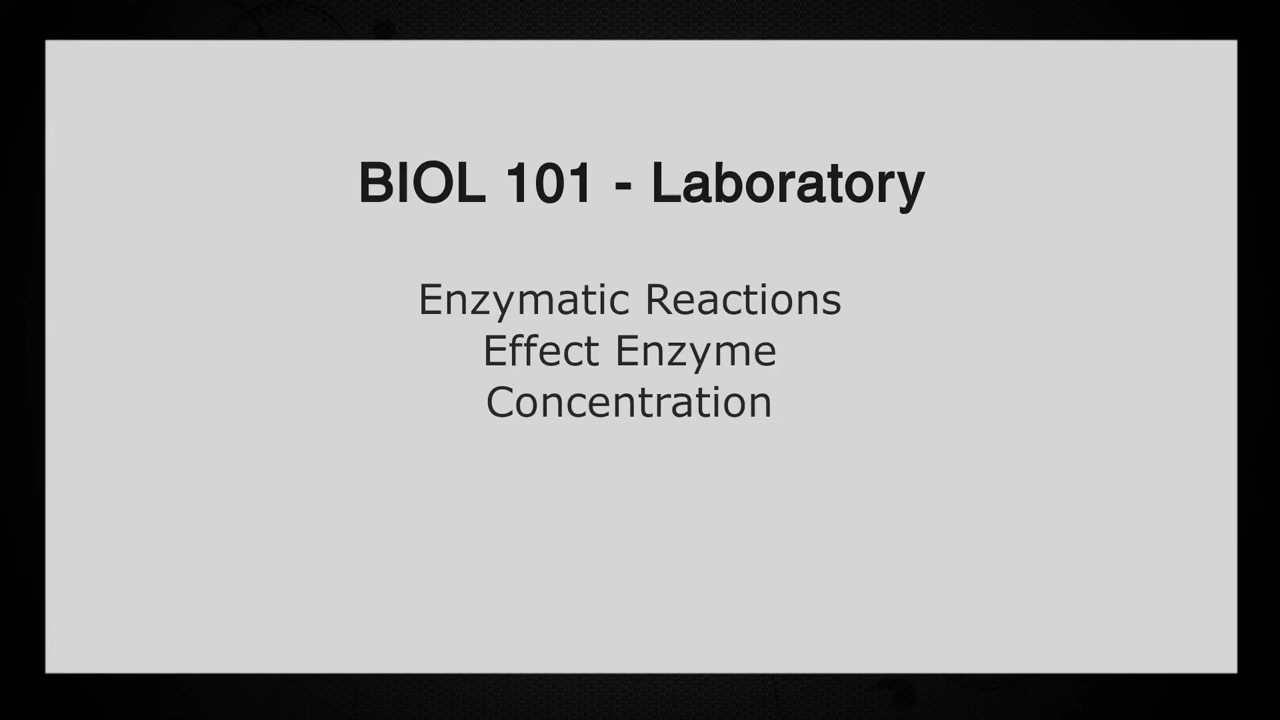 BIOL 101 - Laboratory
Enzymatic Reactions
Effect Enzyme
Concentration